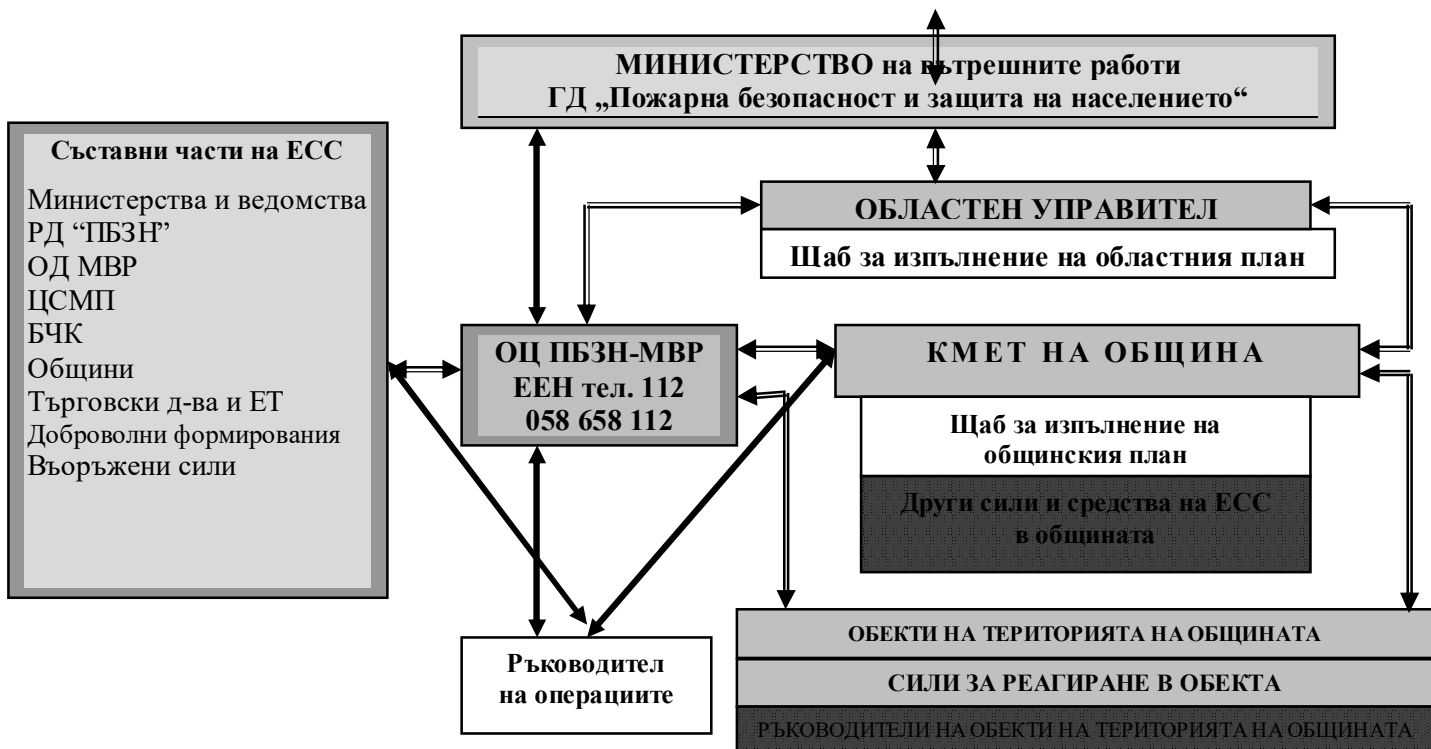 МИНИСТЕРСТВО на вътрешните работи
ГД „Пожарна безопасност и защита на населението“
Съставни части на ЕСС
Министерства и ведомства
РД “ПБЗН”
ОД МВР
ЦСМП
БЧК
Общини
Търговски д-ва и ЕТ
Доброволни формирования
Въоръжени сили
ОБЛАСТЕН УПРАВИТЕЛ
Щаб за изпълнение на областния план
ОЦ ПБЗН-МВР
ЕЕН тел. 112
058 658 112
КМЕТ НА ОБЩИНА
Щаб за изпълнение на
общинския план
Други сили и средства на ЕСС
в общината
Ръководител
на операциите
ОБЕКТИ НА ТЕРИТОРИЯТА НА ОБЩИНАТА
СИЛИ ЗА РЕАГИРАНЕ В ОБЕКТА
РЪКОВОДИТЕЛИ НА ОБЕКТИ НА ТЕРИТОРИЯТА НА ОБЩИНАТА